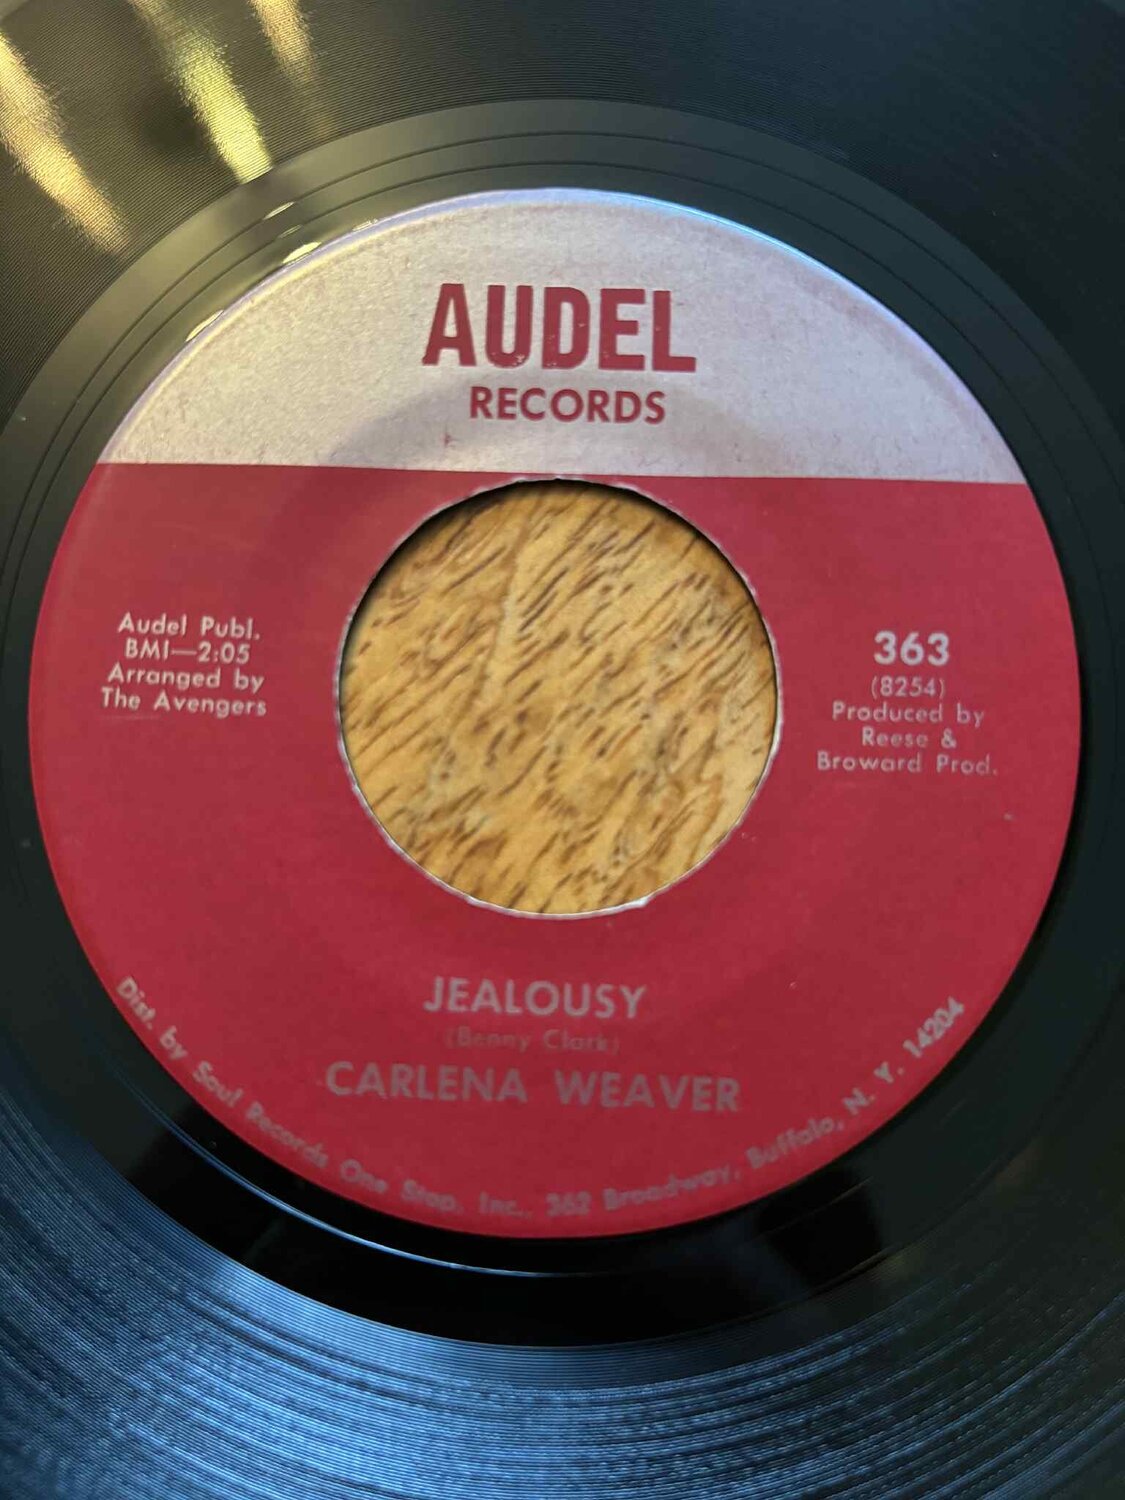 AUDEL
RECORDS
Audel Publ.
BMI—2:05
Arranged by
The Avengers
363
(8254)
Produced by
Reese &
Broward Prod.
JEALOUSY
(Benny Clark)
CARLENA WEAVER
Dist. by Soul Records One Stop, Inc., 362 Broadway, Buffalo, N. Y. 14204